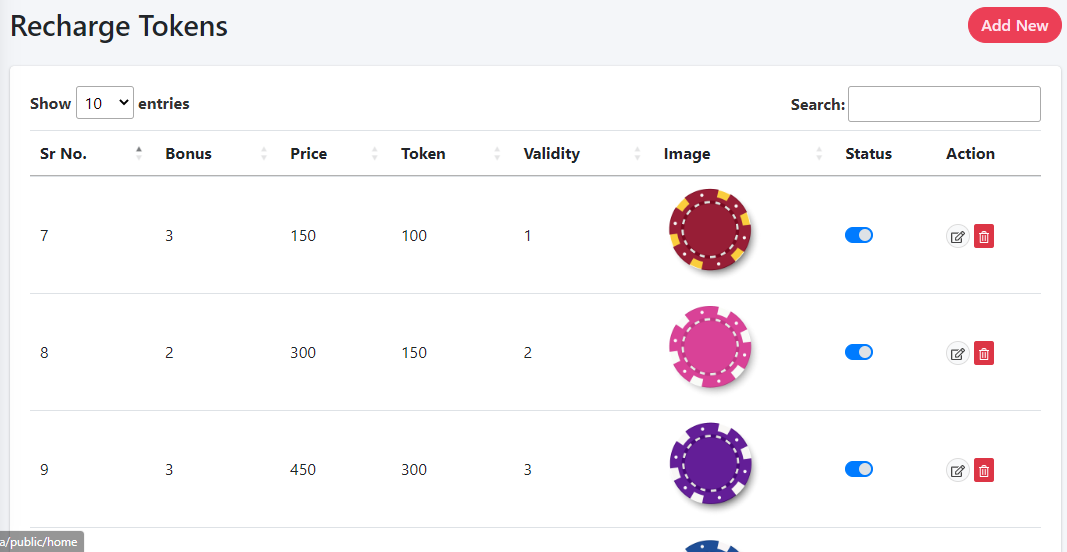 Recharge Tokens
Add New
Show 10 entries
Search:
Sr No. Bonus Price Token Validity Image Status Action
7 3 150 100 1
8 2 300 150 2
9 3 450 300 3
a/public/home